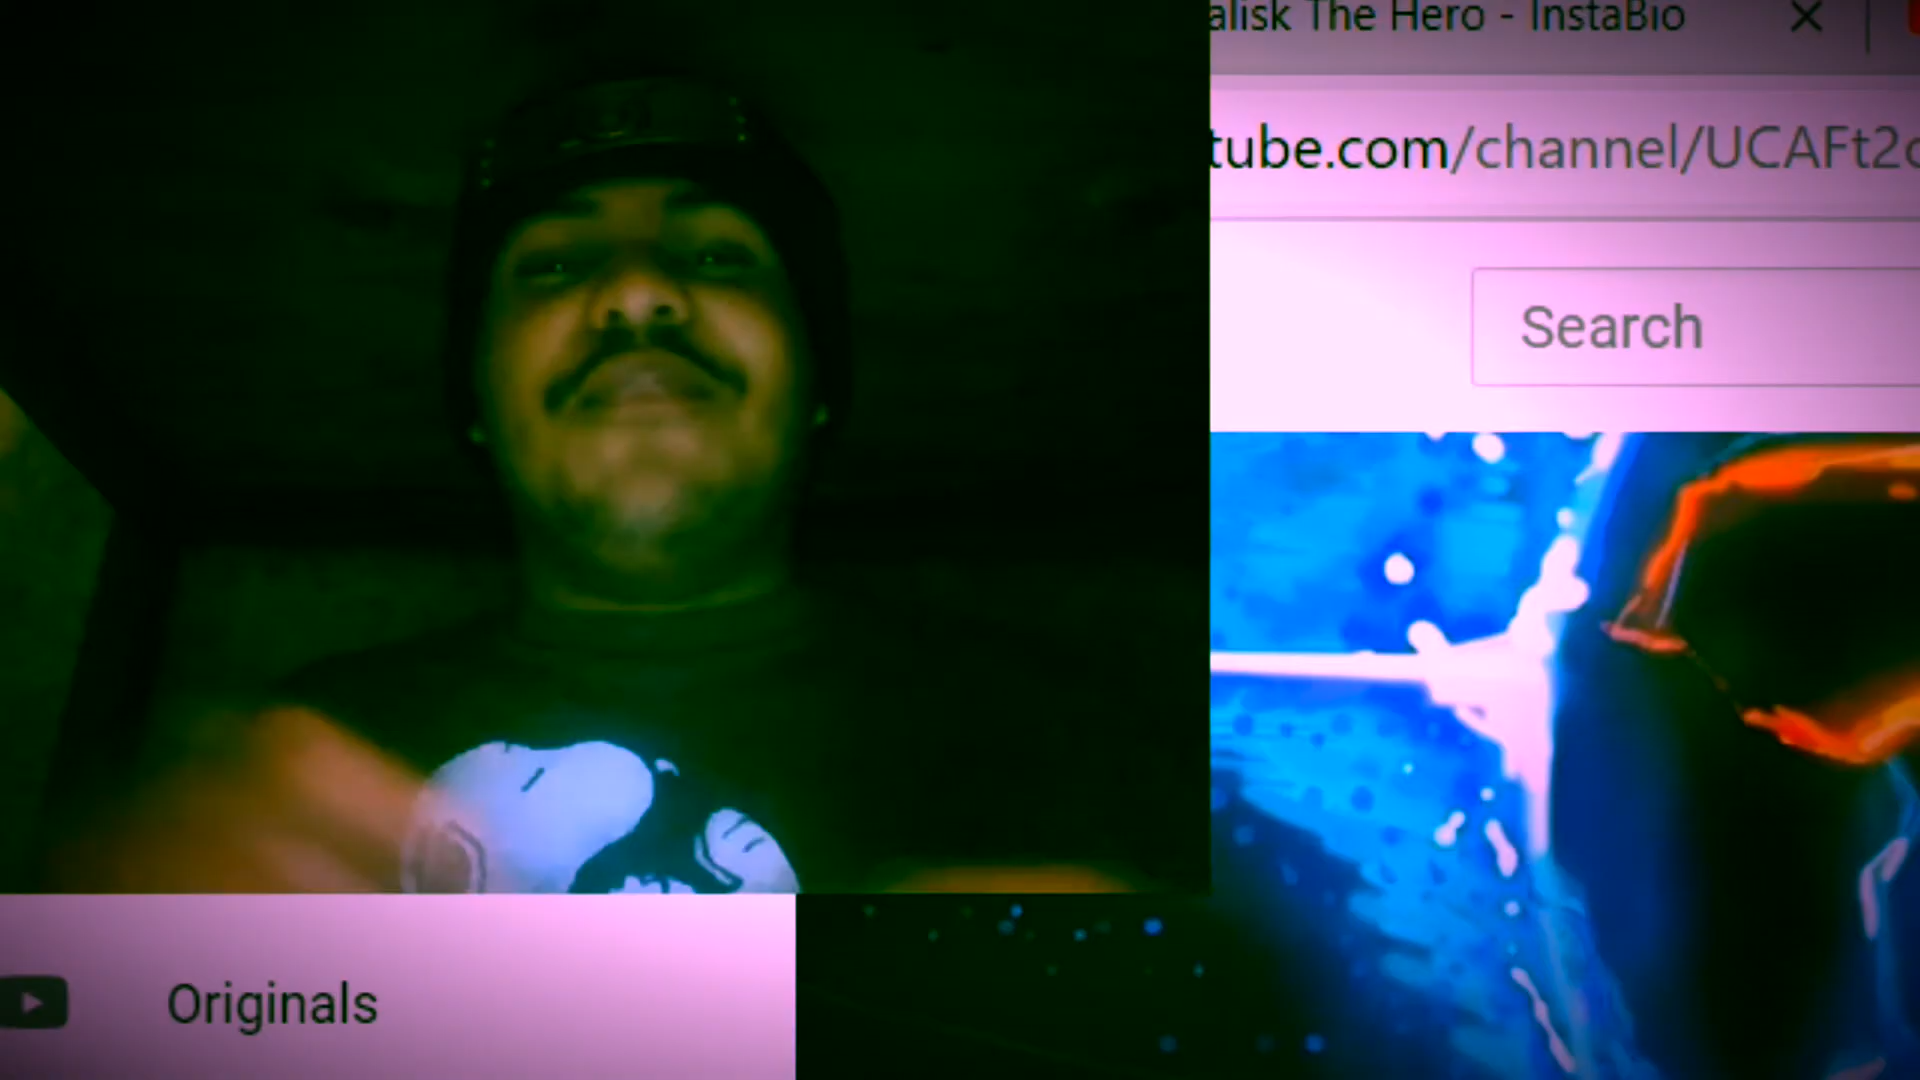 alisk The Hero - InstaBio
tube.com/channel/UCAFt2
Search
Originals